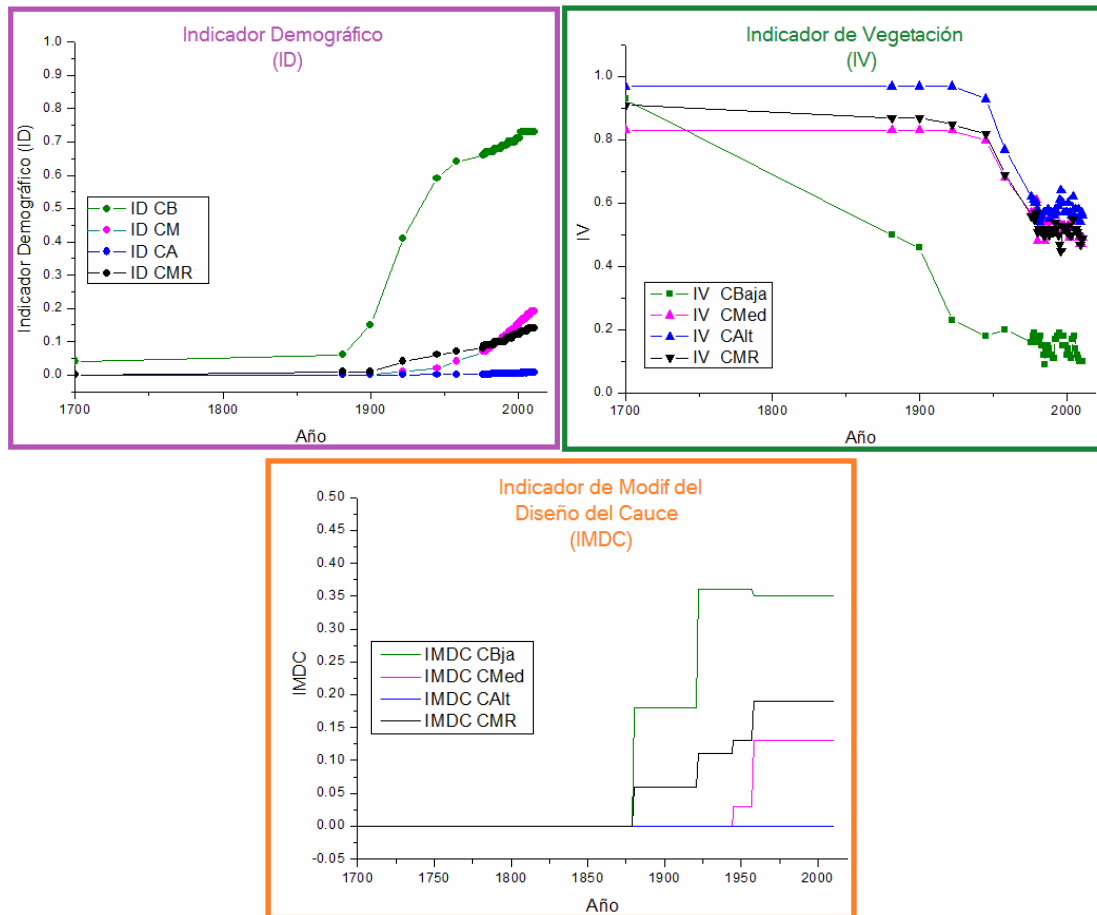 Indicador Demográfico
(ID)
1.0
0.9
0.8
0.7
0.6
0.5
0.4
0.3
0.2
0.1
0.0
Indicador Demográfico (ID)
ID CB
ID CM
ID CA
ID CMR
1700
1800
1900
2000
Año
Indicador de Vegetación
(IV)
1.0
0.8
0.6
0.4
0.2
0.0
IV
IV CBaja
IV CMed
IV CAlt
IV CMR
1700
1800
1900
2000
Año
Indicador de Modif del
Diseño del Cauce
(IMDC)
0.50
0.45
0.40
0.35
0.30
0.25
0.20
0.15
0.10
0.05
0.00
-0.05
IMDC
IMDC CBja
IMDC CMed
IMDC CAlt
IMDC CMR
1700
1750
1800
1850
1900
1950
2000
Año